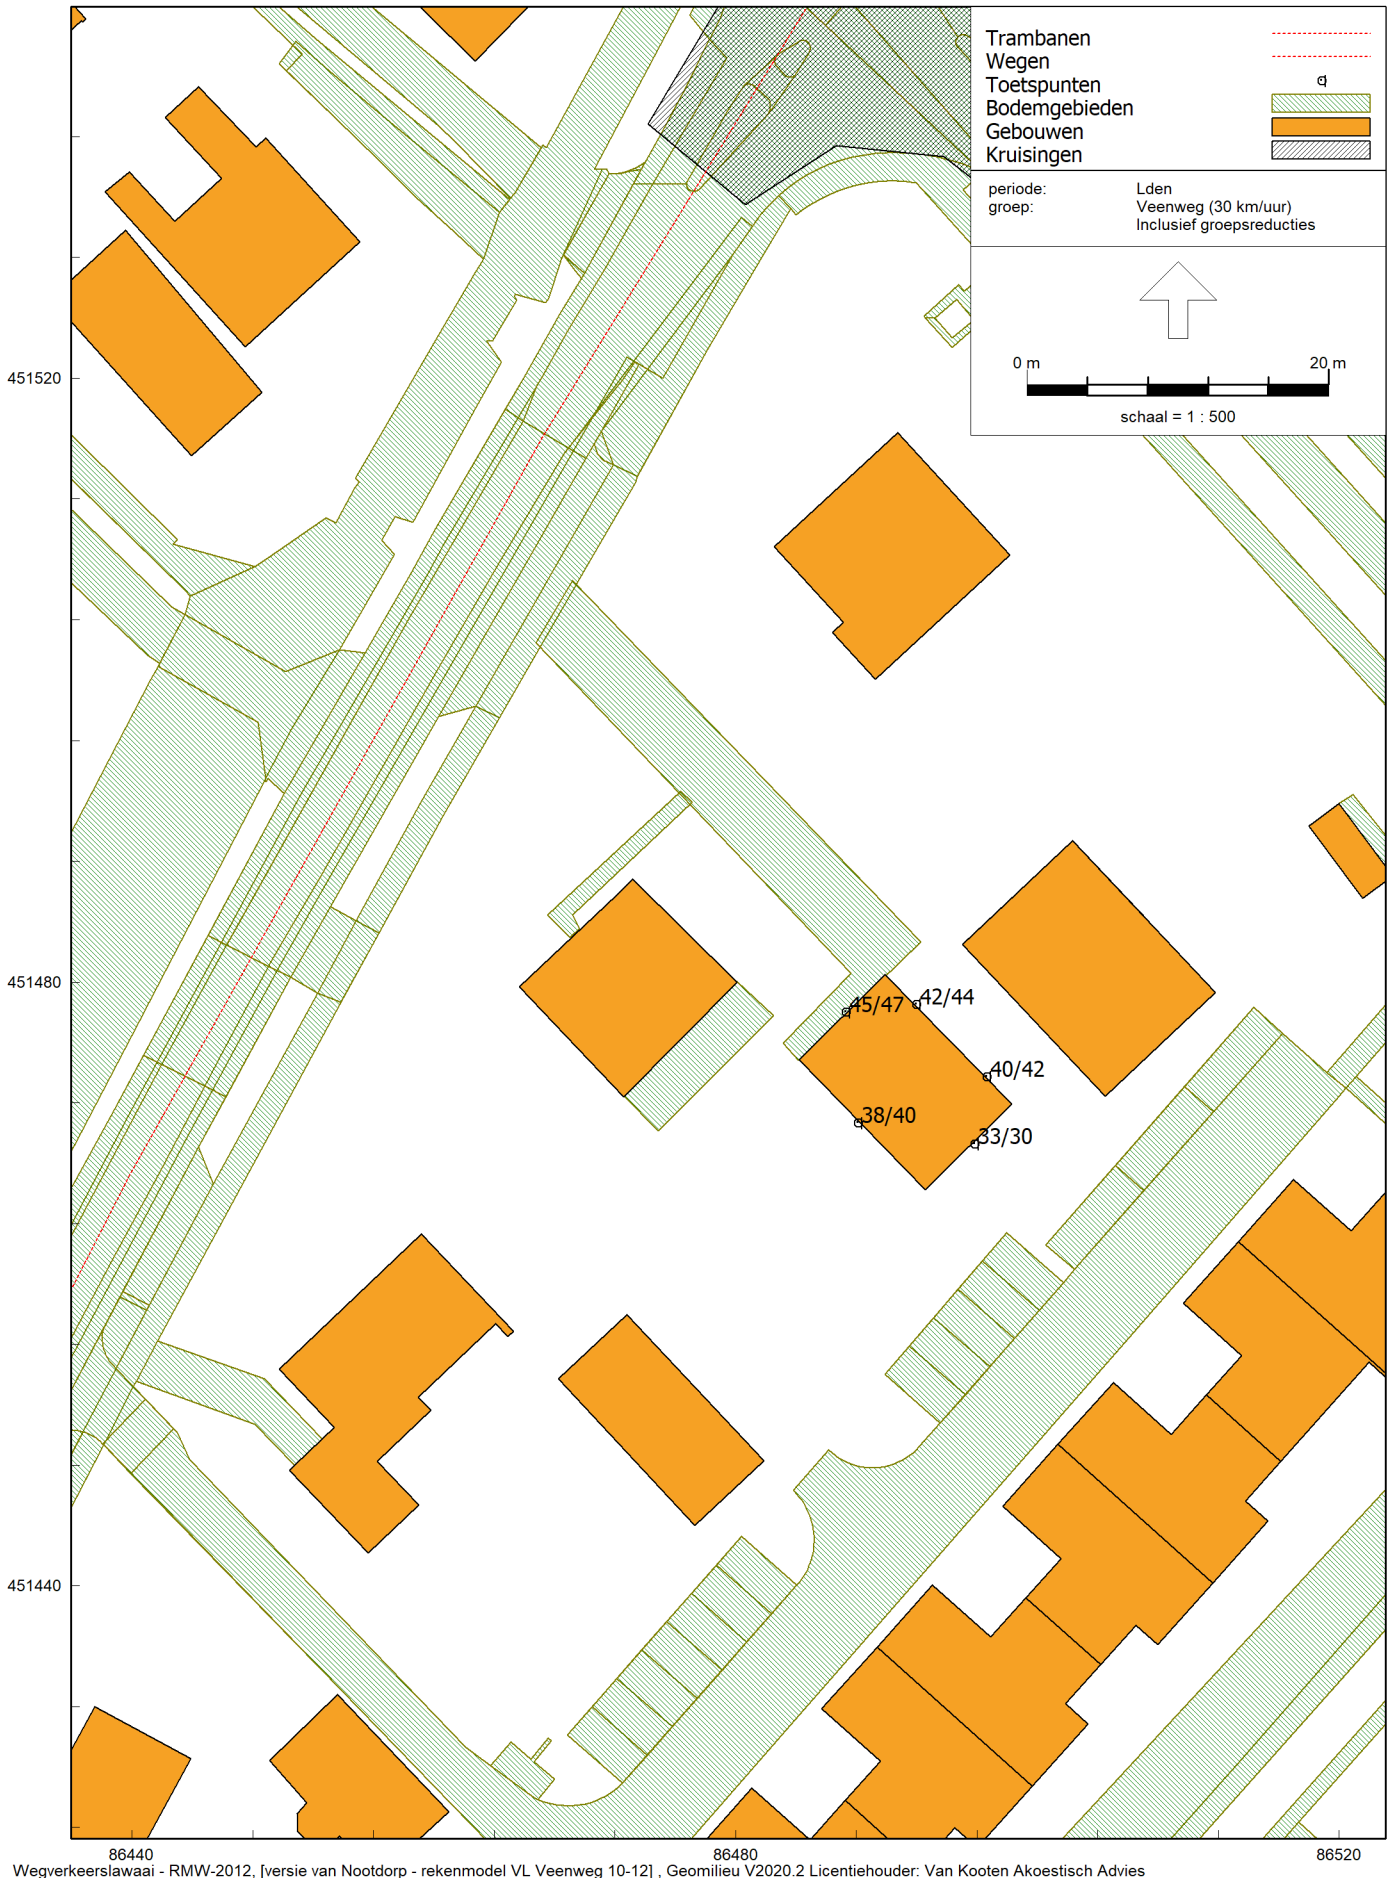 Trambanen
Wegen
Toetspunten
Bodemgebieden
Gebouwen
Kruisingen
periode: Lden
groep: Veenweg (30 km/uur)
Inclusief groepsreducties
0 m 20 m
schaal = 1 : 500
451520
451480
45/47
42/44
40/42
38/40
33/30
451440
86440 86480 86520
Wegverkeerslawaai - RMW-2012, [versie van Nootdorp - rekenmodel VL Veenweg 10-12] , Geomilieu V2020.2 Licentiehouder: Van Kooten Akoestisch Advies